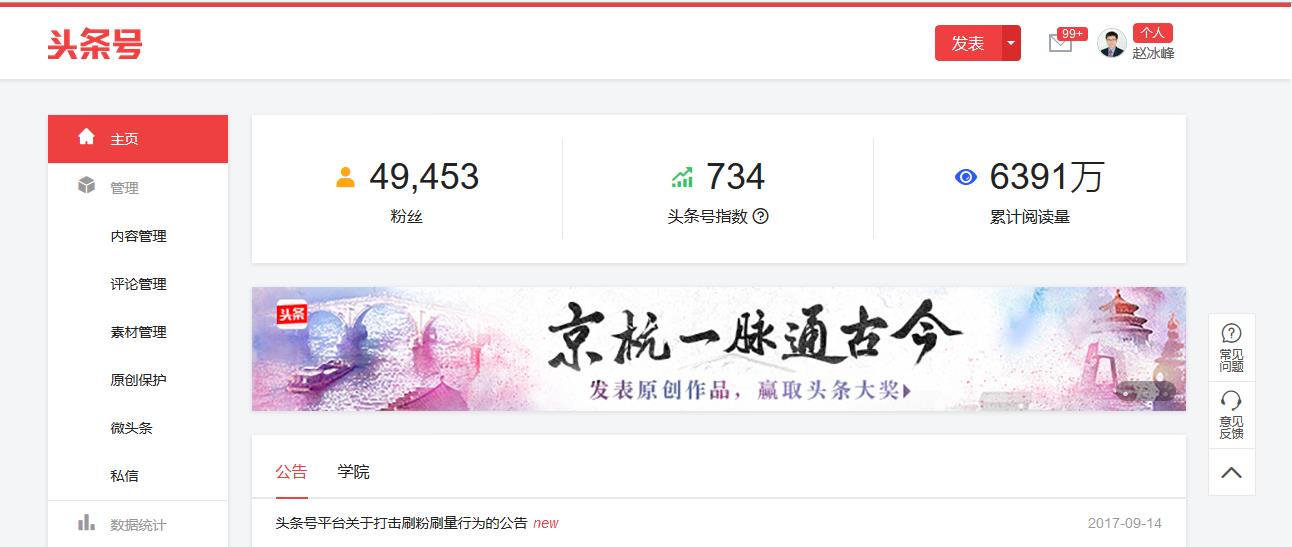 头条号
发表
99+
个人
赵冰峰
主页
管理
内容管理
评论管理
素材管理
原创保护
微头条
私信
数据统计
49,453
粉丝
734
头条号指数
6391万
累计阅读量
头条
京杭一脉通古今
发表原创作品，赢取头条大奖
公告
学院
头条号平台关于打击刷粉刷量行为的公告 new
2017-09-14
常见
问题
意见
反馈